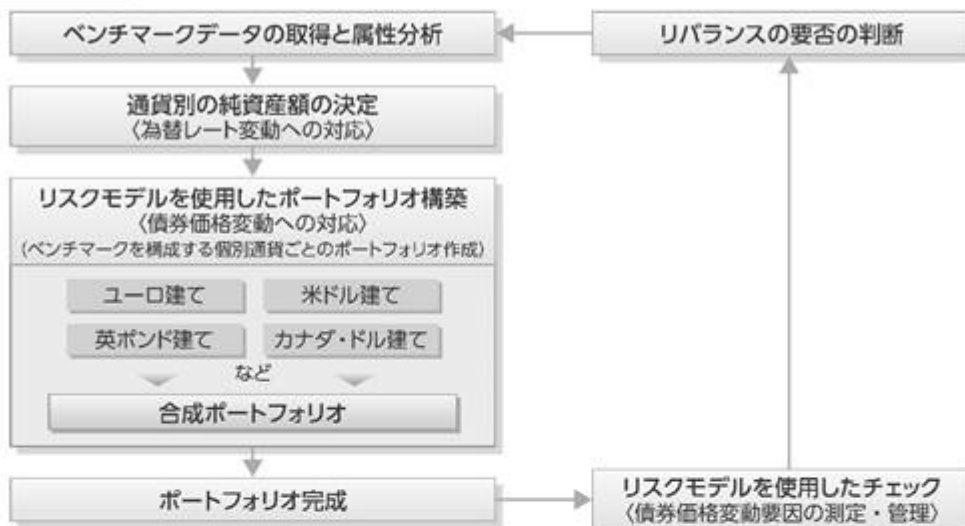 ベンチマークデータの取得と属性分析
リバランスの要否の判断
通貨別の純資産額の決定
〈為替レート変動への対応〉
リスクモデルを使用したポートフォリオ構築
〈債券価格変動への対応〉
(ベンチマークを構成する個別通貨ごとのポートフォリオ作成)
ユーロ建て
米ドル建て
英ポンド建て
カナダ・ドル建て
など
合成ポートフォリオ
ポートフォリオ完成
リスクモデルを使用したチェック
〈債券価格変動要因の測定・管理〉